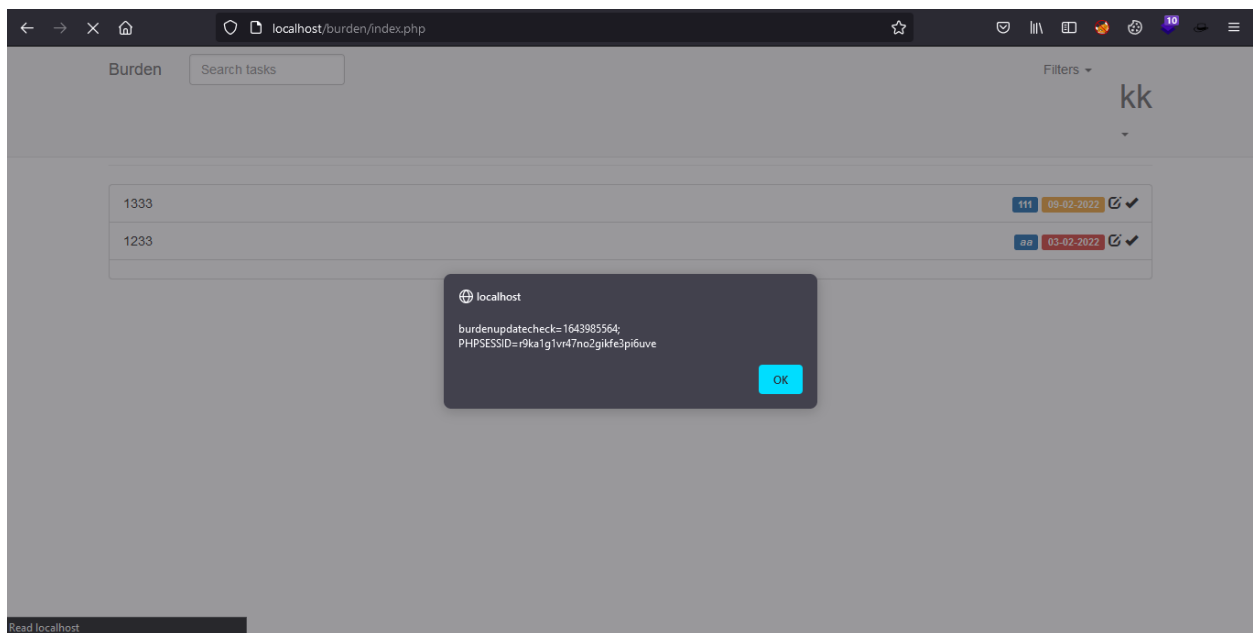 localhost/burden/index.php
10
Burden
Search tasks
Filters
kk
1333
111
09-02-2022
1233
aa
03-02-2022
localhost
burdenupdatecheck=1643985564;
PHPSESSID=r9ka1g1vr47no2gikfe3pi6uve
OK
Read localhost